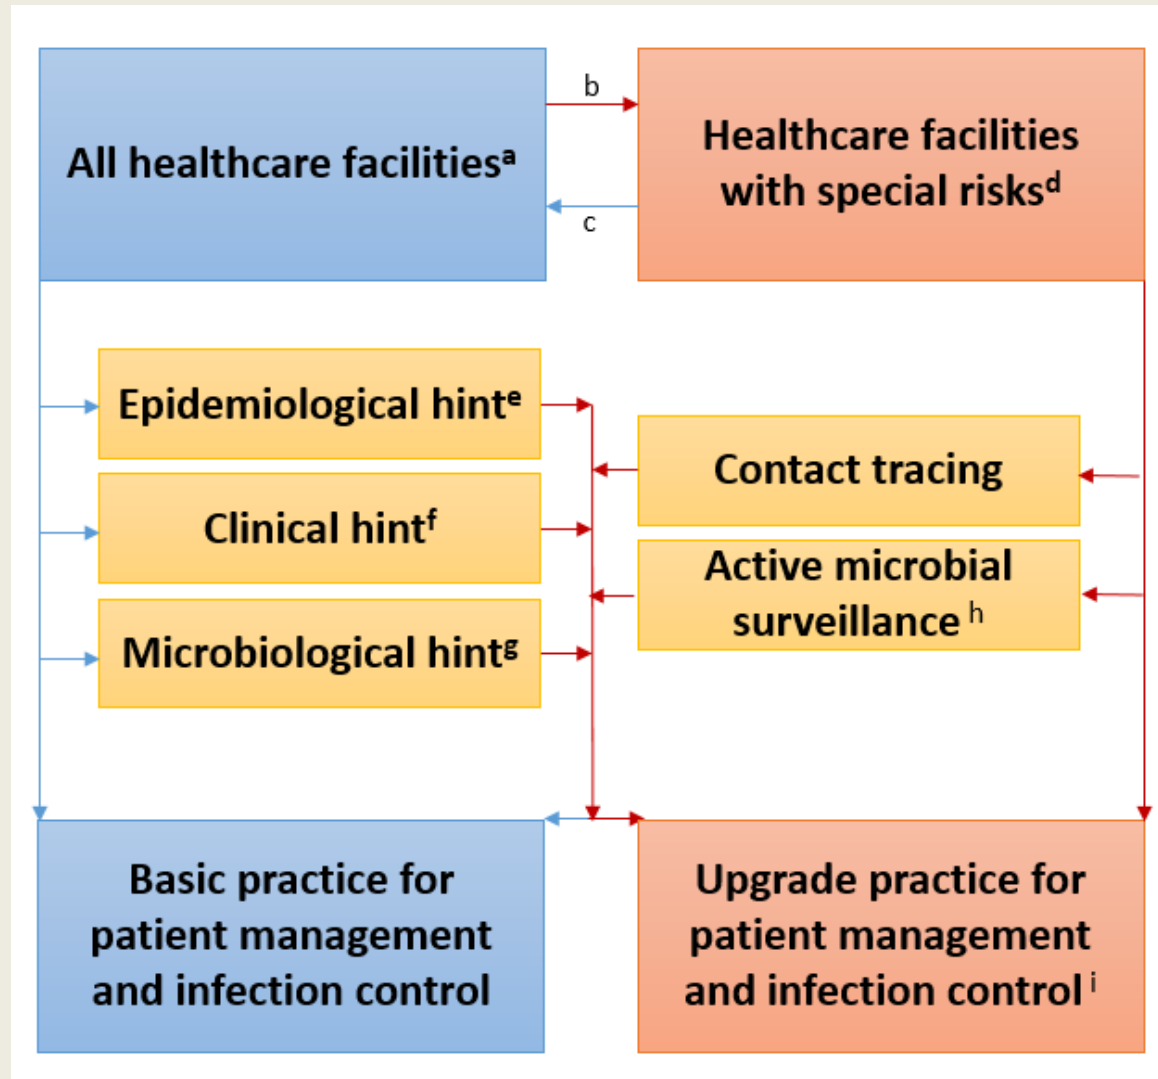 All healthcare facilitiesᵃ
b
c
Healthcare facilities
with special risksᵈ
Epidemiological hintᵉ
Clinical hintᶠ
Microbiological hintᵍ
Contact tracing
Active microbial
surveillance ʰ
Basic practice for
patient management
and infection control
Upgrade practice for
patient management
and infection control ⁱ